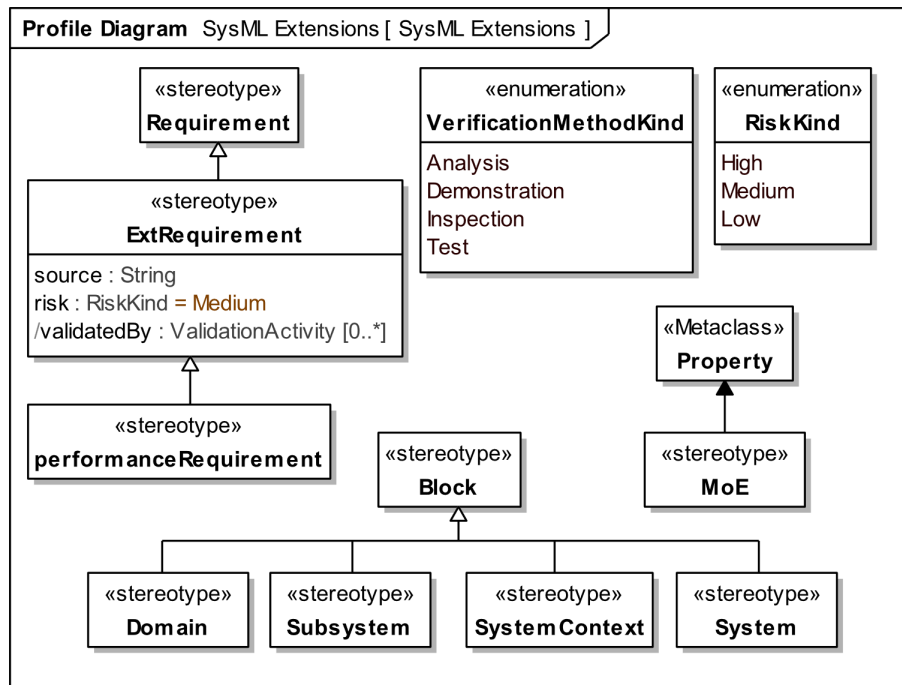 Profile Diagram SysML Extensions [ SysML Extensions ]
«stereotype»
Requirement
«stereotype»
ExtRequirement
source : String
risk : RiskKind = Medium
/validatedBy : ValidationActivity [0..*]
«stereotype»
performanceRequirement
«enumeration»
VerificationMethodKind
Analysis
Demonstration
Inspection
Test
«enumeration»
RiskKind
High
Medium
Low
«Metaclass»
Property
«stereotype»
MoE
«stereotype»
Block
«stereotype»
Domain
«stereotype»
Subsystem
«stereotype»
SystemContext
«stereotype»
System